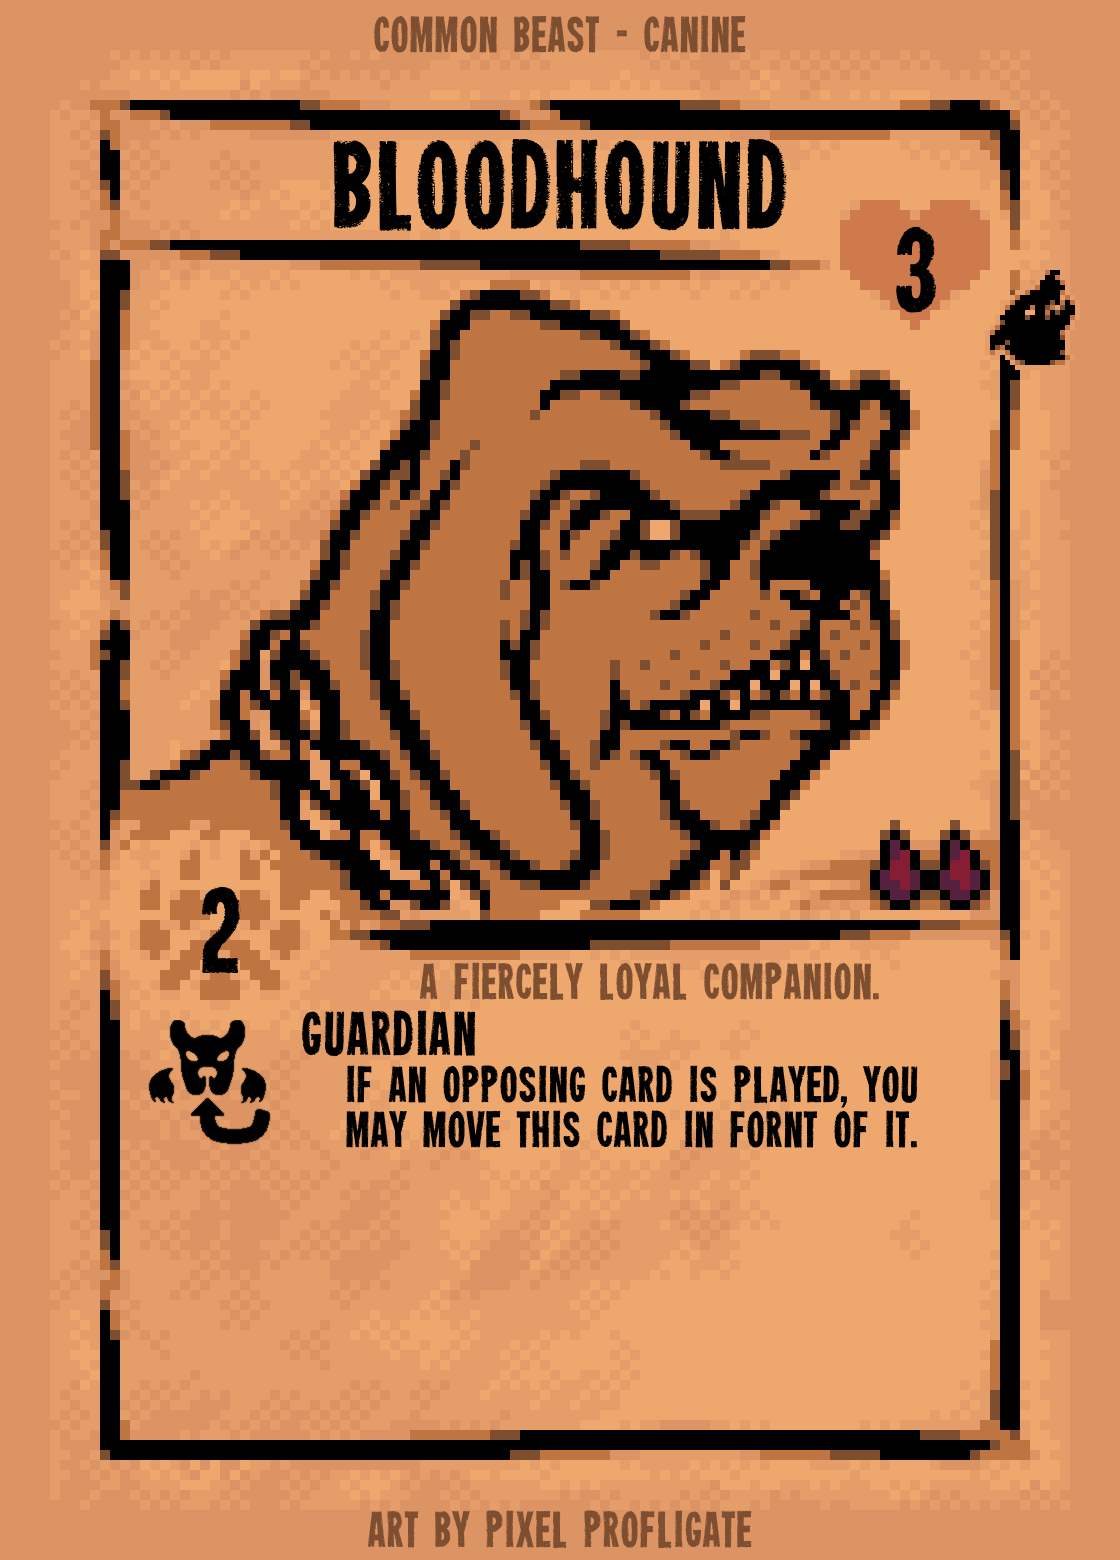 COMMON BEAST - CANINE
BLOODHOUND
3
2
A FIERCELY LOYAL COMPANION.
GUARDIAN
IF AN OPPOSING CARD IS PLAYED, YOU
MAY MOVE THIS CARD IN FORNT OF IT.
ART BY PIXEL PROFLIGATE